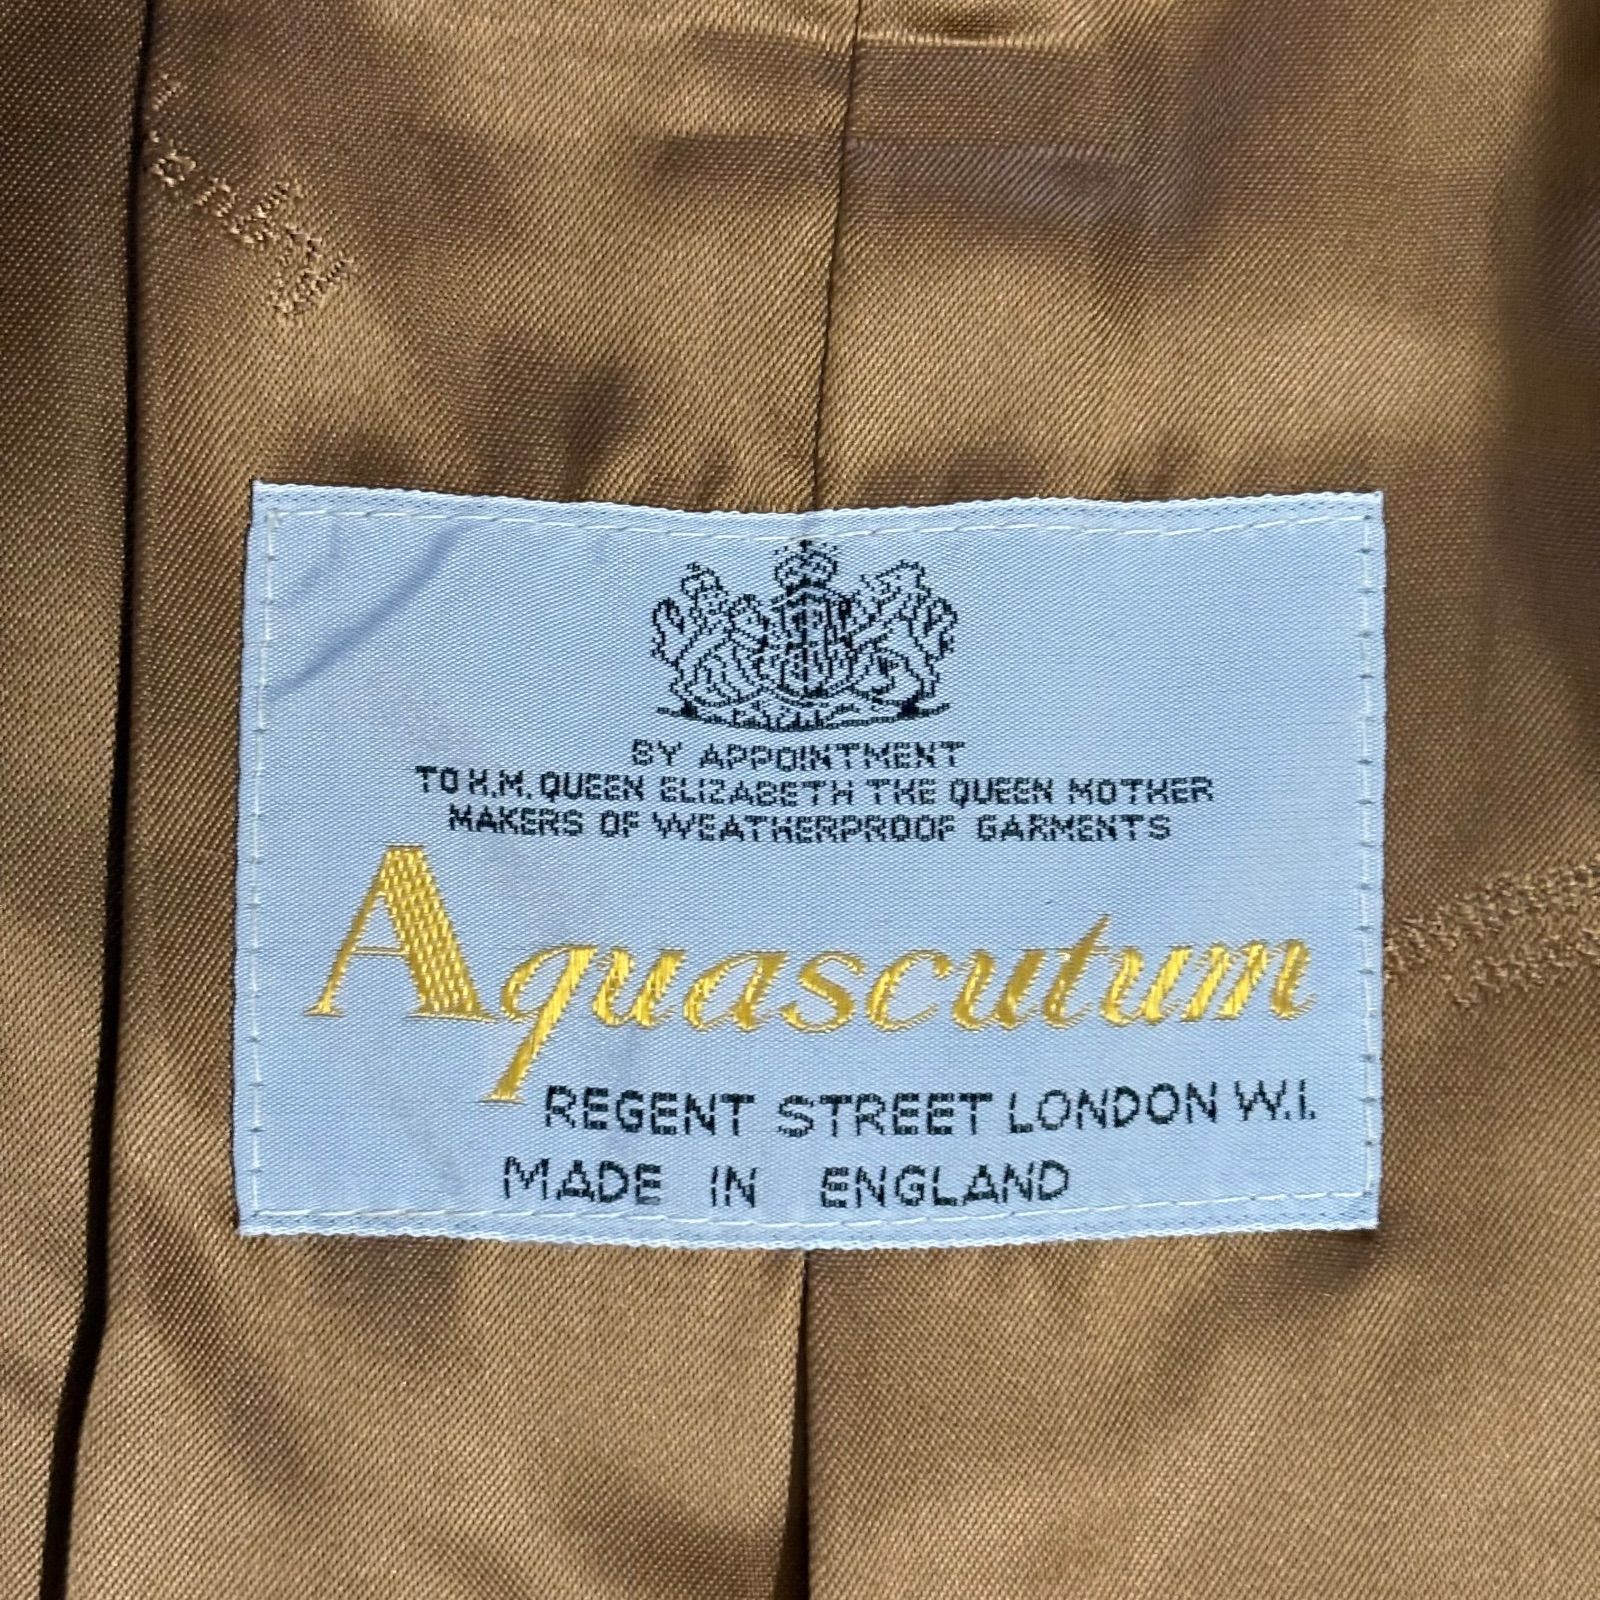 BY APPOINTMENT
TO H.M. QUEEN ELIZABETH THE QUEEN MOTHER
MAKERS OF WEATHERPROOF GARMENTS
Aquascutum
REGENT STREET LONDON W.1.
MADE IN ENGLAND